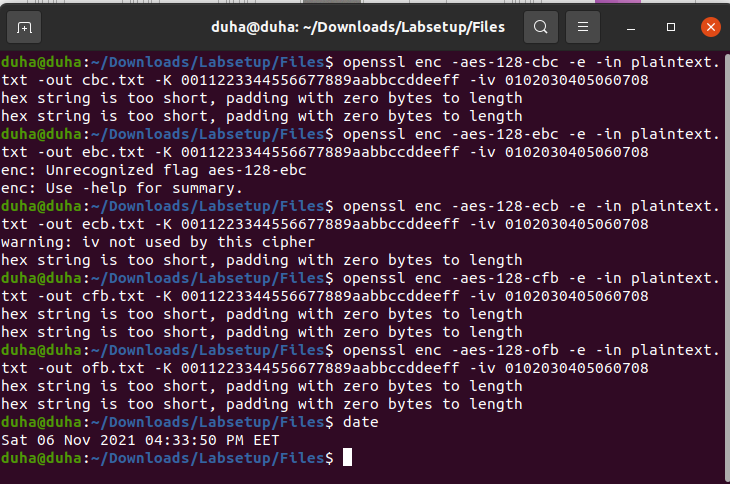 duha@duha: ~/Downloads/Labsetup/Files
duha@duha:~/Downloads/Labsetup/Files$ openssl enc -aes-128-cbc -e -in plaintext.
txt -out cbc.txt -K 0011223344556677889aabbccddeeff -iv 0102030405060708
hex string is too short, padding with zero bytes to length
hex string is too short, padding with zero bytes to length
duha@duha:~/Downloads/Labsetup/Files$ openssl enc -aes-128-ebc -e -in plaintext.
txt -out ebc.txt -K 0011223344556677889aabbccddeeff -iv 0102030405060708
enc: Unrecognized flag aes-128-ebc
enc: Use -help for summary.
duha@duha:~/Downloads/Labsetup/Files$ openssl enc -aes-128-ecb -e -in plaintext.
txt -out ecb.txt -K 0011223344556677889aabbccddeeff -iv 0102030405060708
warning: iv not used by this cipher
hex string is too short, padding with zero bytes to length
duha@duha:~/Downloads/Labsetup/Files$ openssl enc -aes-128-cfb -e -in plaintext.
txt -out cfb.txt -K 0011223344556677889aabbccddeeff -iv 0102030405060708
hex string is too short, padding with zero bytes to length
hex string is too short, padding with zero bytes to length
duha@duha:~/Downloads/Labsetup/Files$ openssl enc -aes-128-ofb -e -in plaintext.
txt -out ofb.txt -K 0011223344556677889aabbccddeeff -iv 0102030405060708
hex string is too short, padding with zero bytes to length
hex string is too short, padding with zero bytes to length
duha@duha:~/Downloads/Labsetup/Files$ date
Sat 06 Nov 2021 04:33:50 PM EET
duha@duha:~/Downloads/Labsetup/Files$